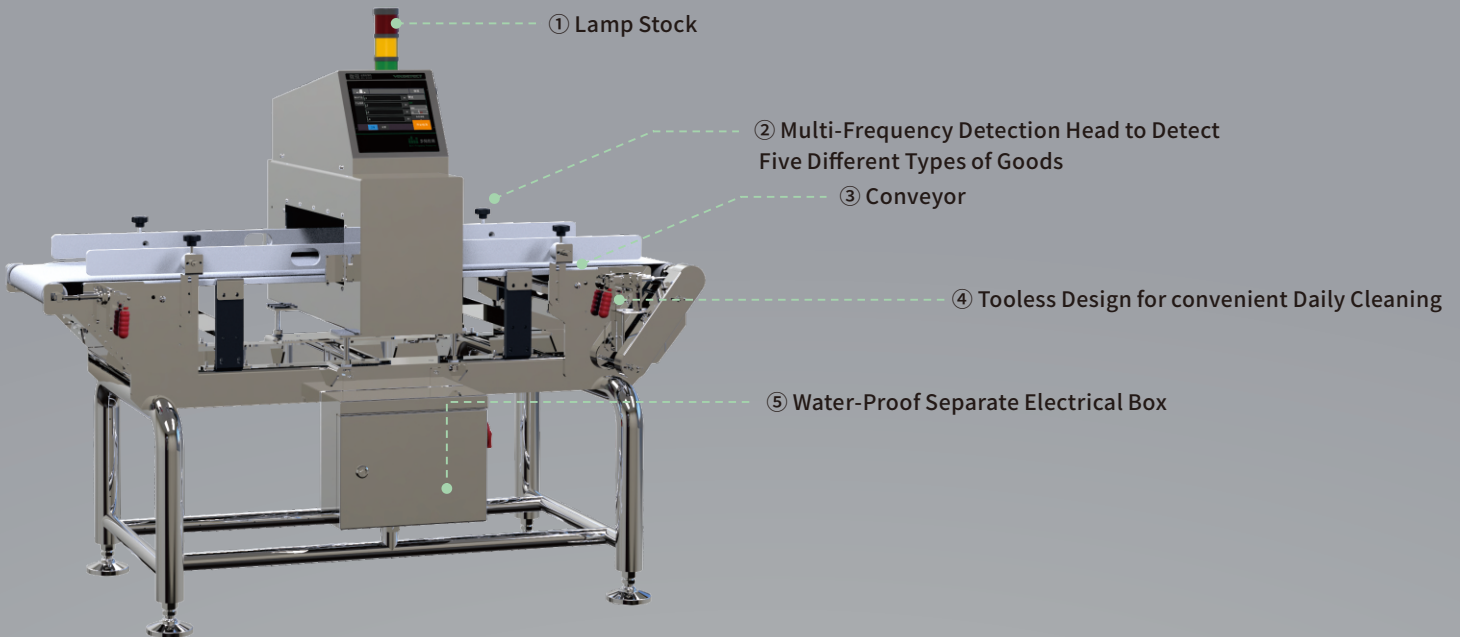 ① Lamp Stock
② Multi-Frequency Detection Head to Detect
Five Different Types of Goods
③ Conveyor
④ Tooless Design for convenient Daily Cleaning
⑤ Water-Proof Separate Electrical Box